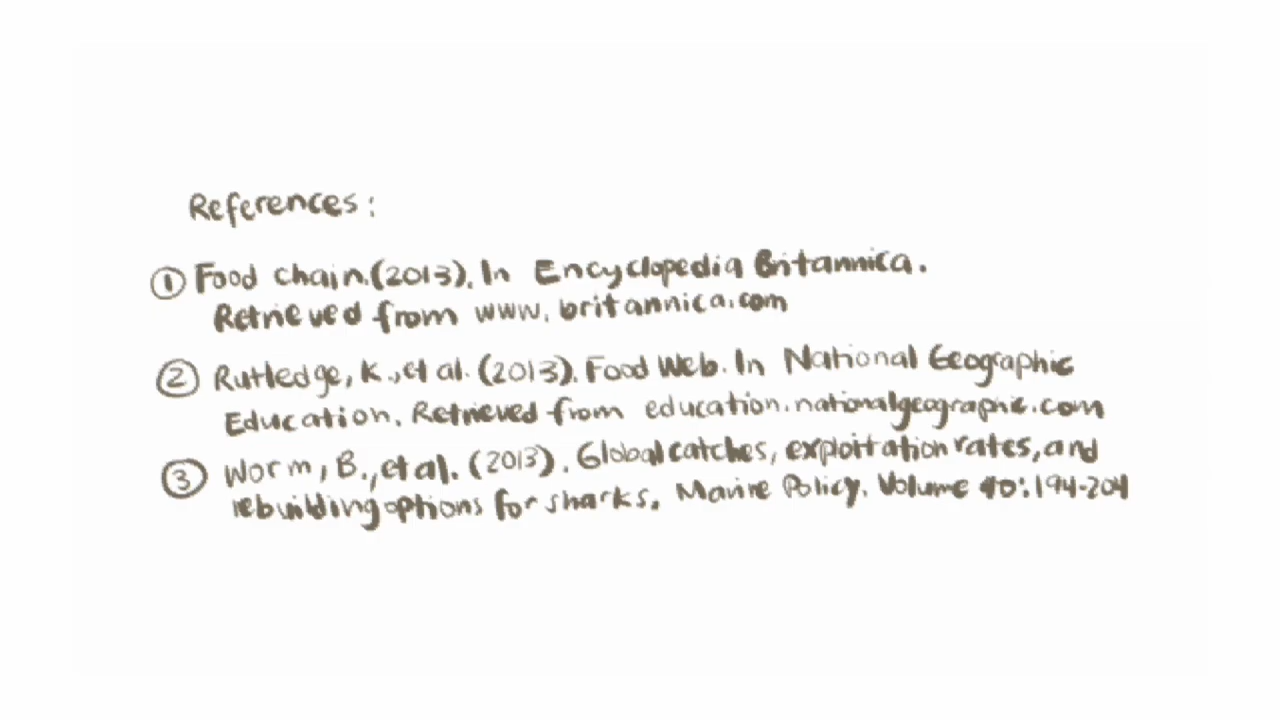 References:
① Food chain. (2013). In Encyclopedia Britannica.
Retrieved from www.britannica.com
② Rutledge, K., et al. (2013). Food Web. In National Geographic
Education. Retrieved from education.nationalgeographic.com
③ Worm, B., et al. (2013). Global catches, exploitation rates, and
rebuilding options for sharks. Marine Policy. Volume 40: 194-204